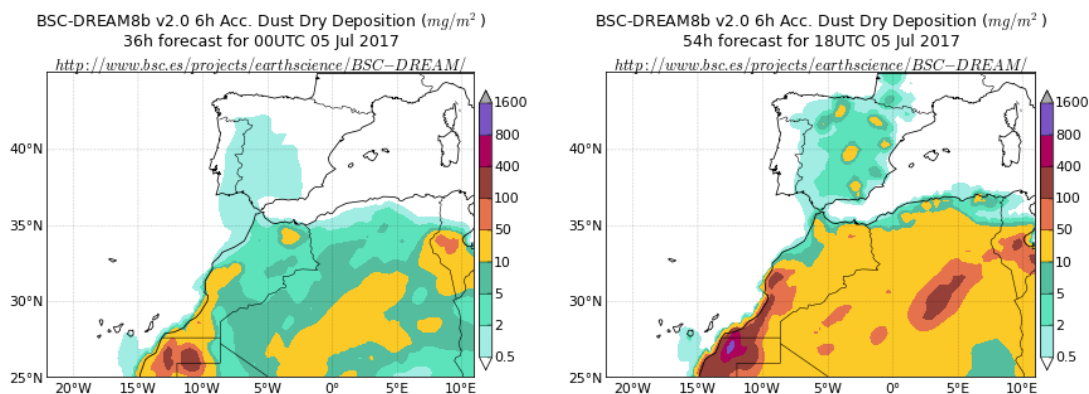 BSC-DREAM8b v2.0 6h Acc. Dust Dry Deposition (mg/m²)
36h forecast for 00UTC 05 Jul 2017
http://www.bsc.es/projects/earthscience/BSC−DREAM/
40°N
35°N
30°N
25°N
20°W
15°W
10°W
5°W
0°
5°E
10°E
1600
800
400
100
50
10
5
2
0.5
BSC-DREAM8b v2.0 6h Acc. Dust Dry Deposition (mg/m²)
54h forecast for 18UTC 05 Jul 2017
http://www.bsc.es/projects/earthscience/BSC−DREAM/
40°N
35°N
30°N
25°N
20°W
15°W
10°W
5°W
0°
5°E
10°E
1600
800
400
100
50
10
5
2
0.5